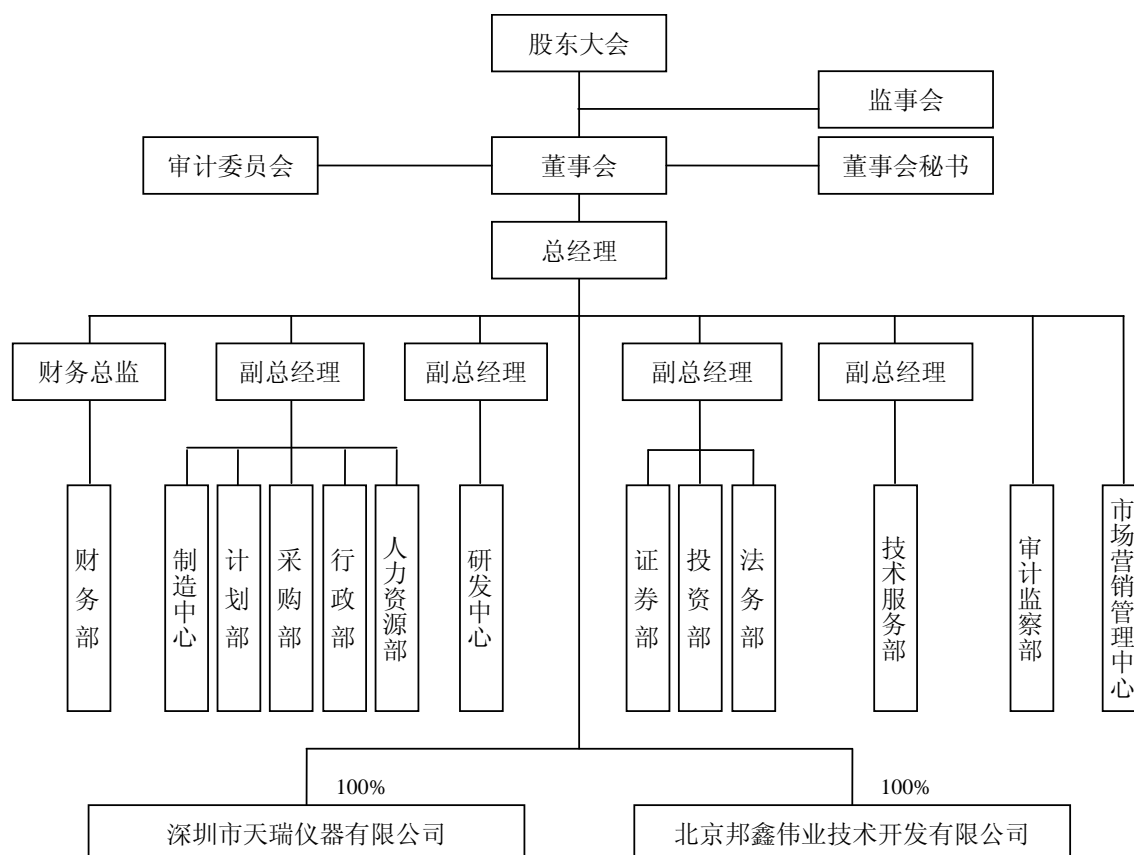 股东大会
监事会
审计委员会
董事会
董事会秘书
总经理
财务总监
副总经理
副总经理
副总经理
副总经理
财务部
制造中心
计划部
采购部
行政部
人力资源部
研发中心
证券部
投资部
法务部
技术服务部
审计监察部
市场营销管理中心
100%
100%
深圳市天瑞仪器有限公司
北京邦鑫伟业技术开发有限公司